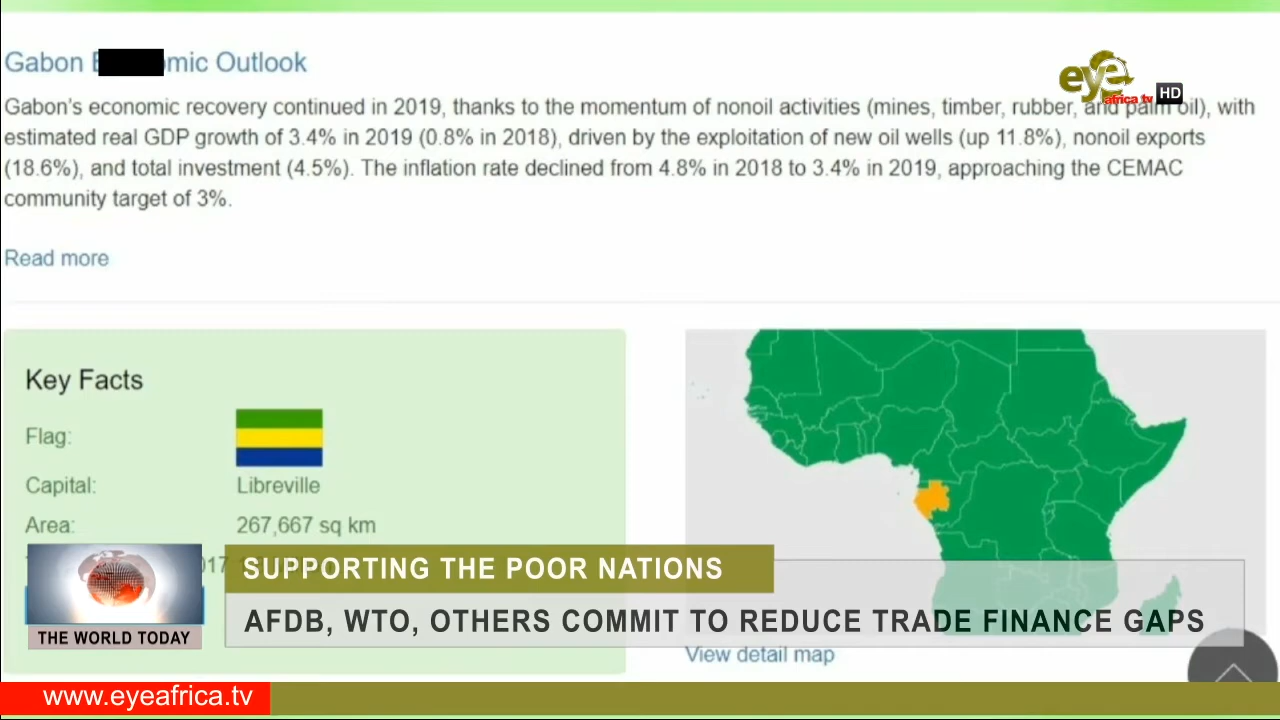 Gabon mic Outlook
eye
africa tv HD
Gabon's economic recovery continued in 2019, thanks to the momentum of nonoil activities (mines, timber, rubber, and palm oil), with
estimated real GDP growth of 3.4% in 2019 (0.8% in 2018), driven by the exploitation of new oil wells (up 11.8%), nonoil exports
(18.6%), and total investment (4.5%). The inflation rate declined from 4.8% in 2018 to 3.4% in 2019, approaching the CEMAC
community target of 3%.
Read more
Key Facts
Flag:
Capital: Libreville
Area: 267,667 sq km
SUPPORTING THE POOR NATIONS
AFDB, WTO, OTHERS COMMIT TO REDUCE TRADE FINANCE GAPS
THE WORLD TODAY
View detail map
www.eyeafrica.tv